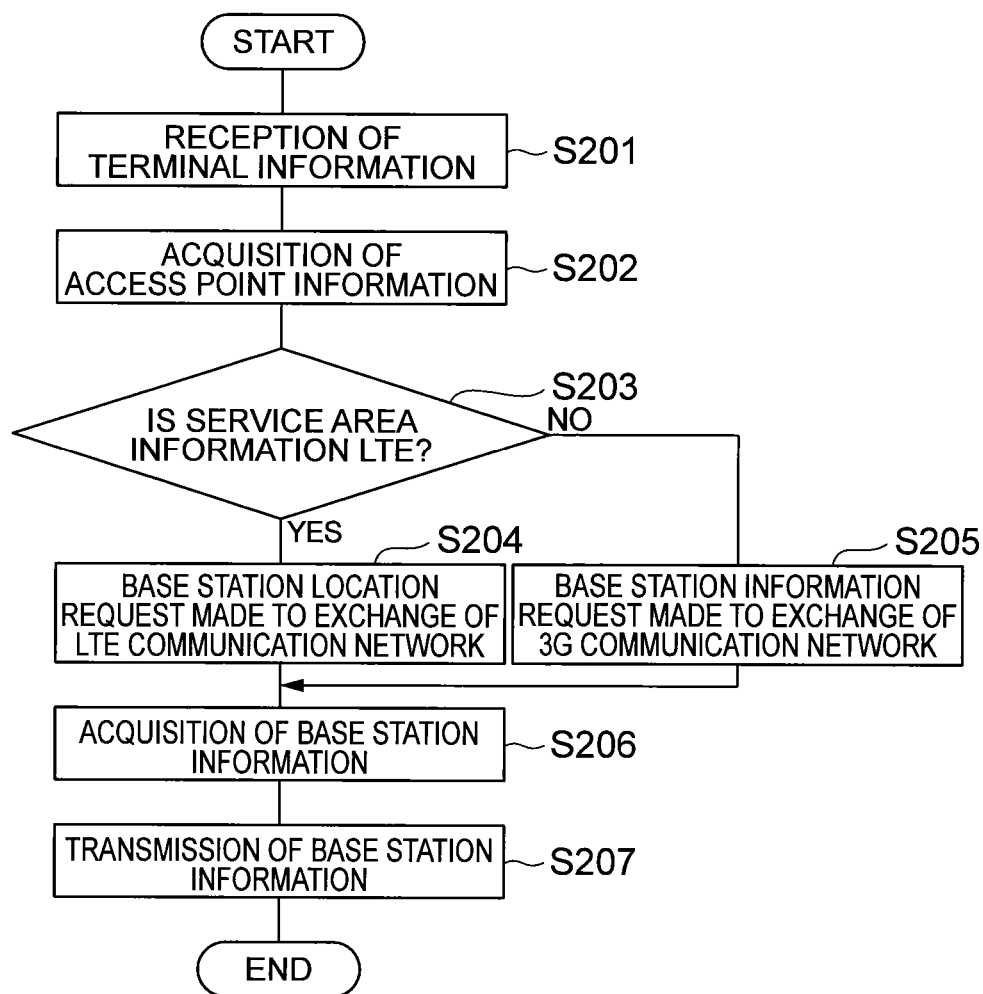 START
RECEPTION OF
TERMINAL INFORMATION
S201
ACQUISITION OF
ACCESS POINT INFORMATION
S202
S203
IS SERVICE AREA
INFORMATION LTE?
NO
YES
S204
BASE STATION LOCATION
REQUEST MADE TO EXCHANGE OF
LTE COMMUNICATION NETWORK
S205
BASE STATION INFORMATION
REQUEST MADE TO EXCHANGE OF
3G COMMUNICATION NETWORK
ACQUISITION OF BASE STATION
INFORMATION
S206
TRANSMISSION OF BASE STATION
INFORMATION
S207
END